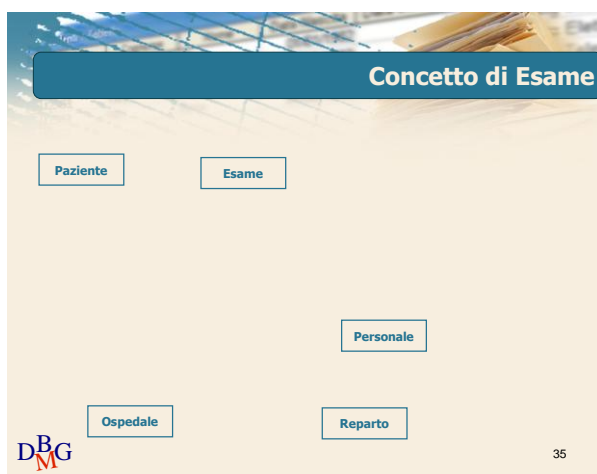 Concetto di Esame
Paziente
Esame
Personale
Ospedale
Reparto
DBMG
35